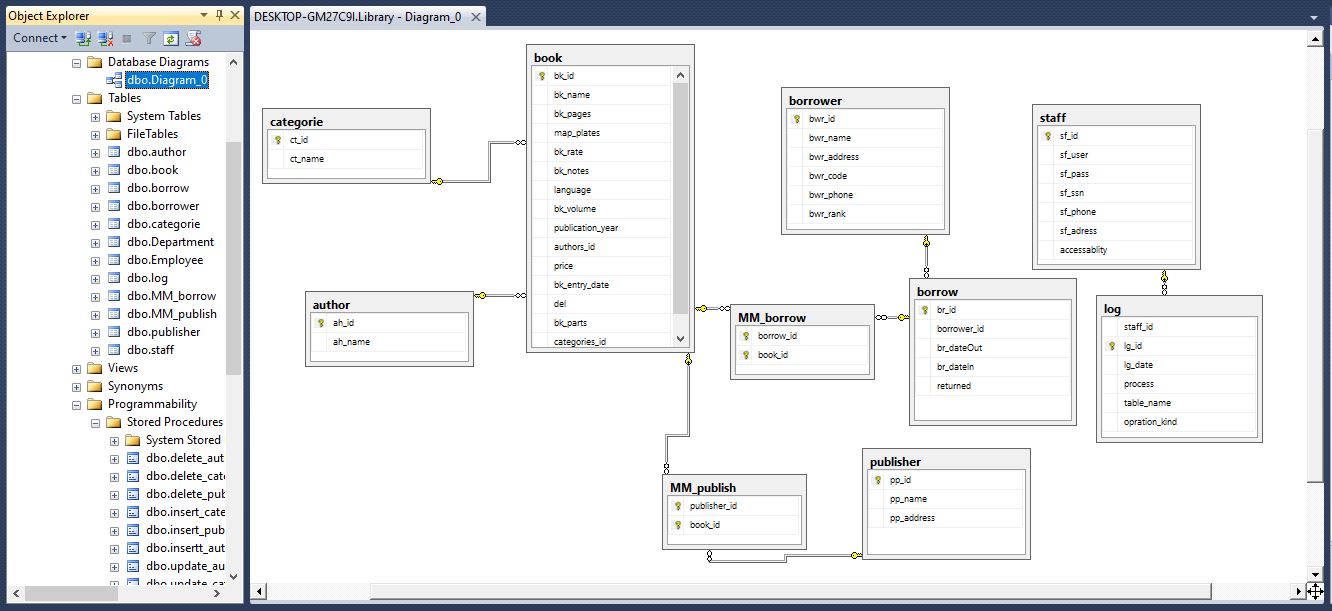 Object Explorer
Connect
Database Diagrams
dbo.Diagram_0
Tables
System Tables
FileTables
dbo.author
dbo.book
dbo.borrow
dbo.borrower
dbo.categorie
dbo.Department
dbo.Employee
dbo.log
dbo.MM_borrow
dbo.MM_publish
dbo.publisher
dbo.staff
Views
Synonyms
Programmability
Stored Procedures
System Stored
dbo.delete_aut
dbo.delete_cat
dbo.delete_pub
dbo.insert_cate
dbo.insert_pub
dbo.insertt_aut
dbo.update_au
dbo.update_ca
DESKTOP-GM27C9I.Library - Diagram_0
categorie
ct_id
ct_name
author
ah_id
ah_name
book
bk_id
bk_name
bk_pages
map_plates
bk_rate
bk_notes
language
bk_volume
publication_year
authors_id
price
bk_entry_date
del
bk_parts
categories_id
borrower
bwr_id
bwr_name
bwr_address
bwr_code
bwr_phone
bwr_rank
staff
sf_id
sf_user
sf_pass
sf_ssn
sf_phone
sf_adress
accessablity
MM_borrow
borrow_id
book_id
borrow
br_id
borrower_id
br_dateOut
br_dateIn
returned
log
staff_id
lg_id
lg_date
process
table_name
opration_kind
MM_publish
publisher_id
book_id
publisher
pp_id
pp_name
pp_address